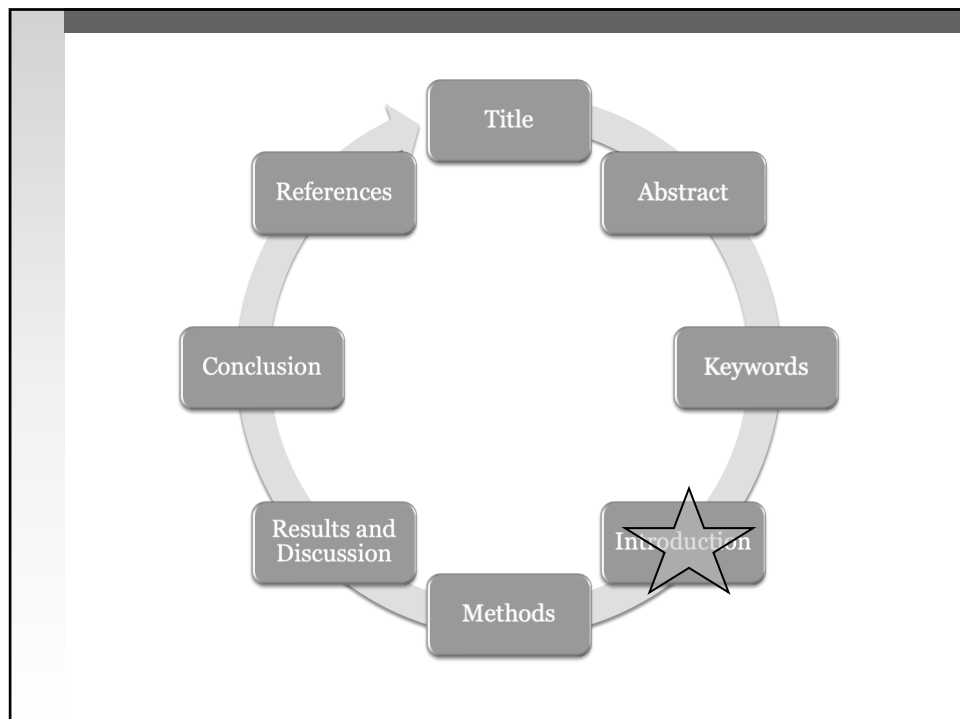 Title
Abstract
Keywords
Introduction
Methods
Results and
Discussion
Conclusion
References